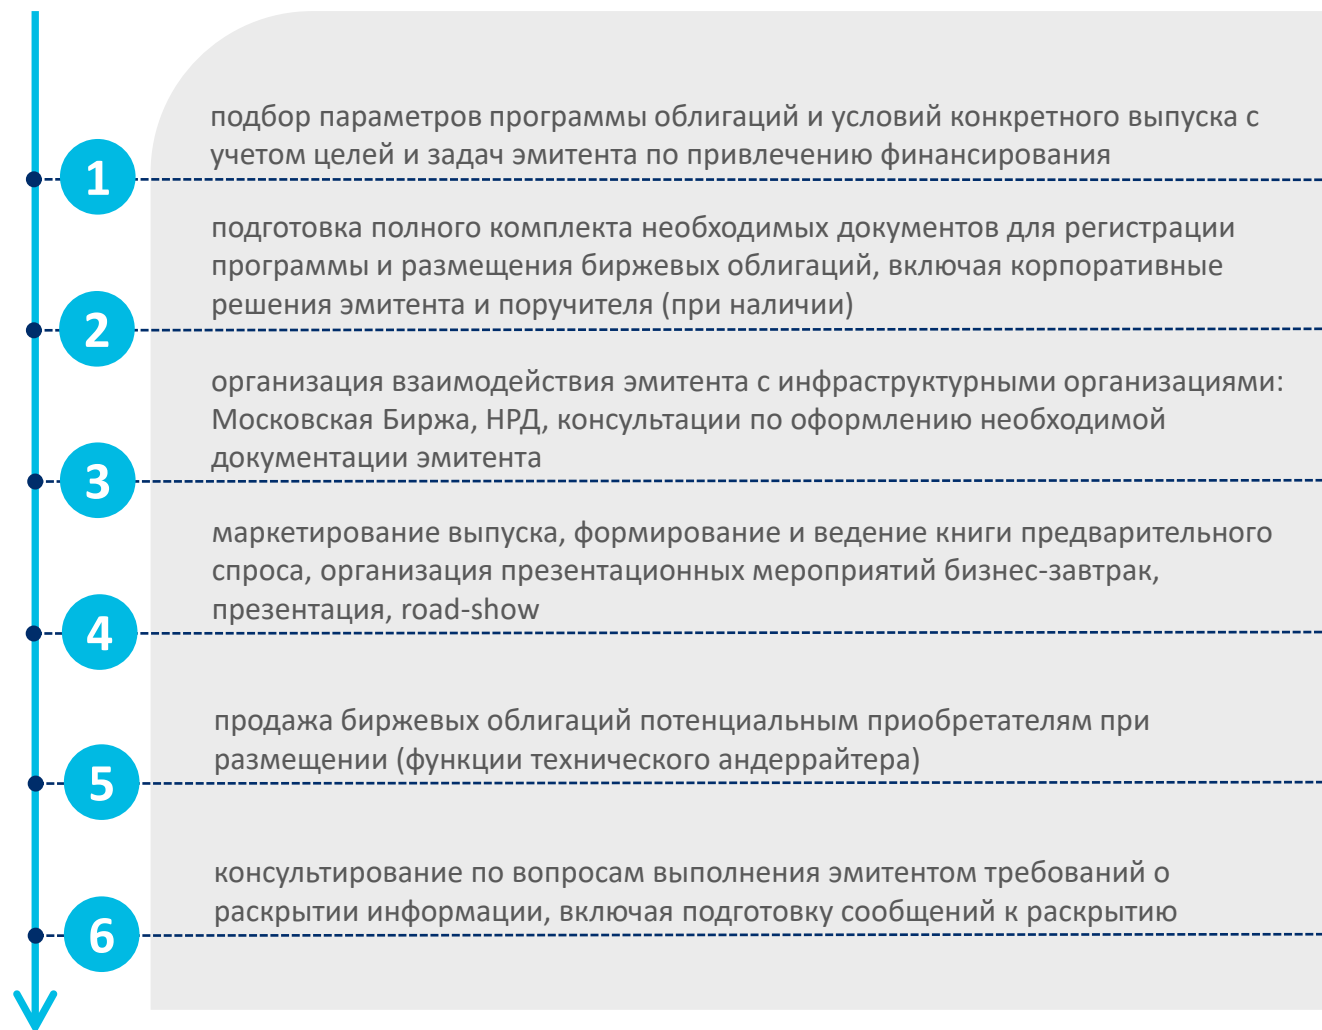 подбор параметров программы облигаций и условий конкретного выпуска с
учетом целей и задач эмитента по привлечению финансирования
1
подготовка полного комплекта необходимых документов для регистрации
программы и размещения биржевых облигаций, включая корпоративные
решения эмитента и поручителя (при наличии)
2
организация взаимодействия эмитента с инфраструктурными организациями:
Московская Биржа, НРД, консультации по оформлению необходимой
документации эмитента
3
маркетирование выпуска, формирование и ведение книги предварительного
спроса, организация презентационных мероприятий бизнес-завтрак,
презентация, road-show
4
продажа биржевых облигаций потенциальным приобретателям при
размещении (функции технического андеррайтера)
5
консультирование по вопросам выполнения эмитентом требований о
раскрытии информации, включая подготовку сообщений к раскрытию
6